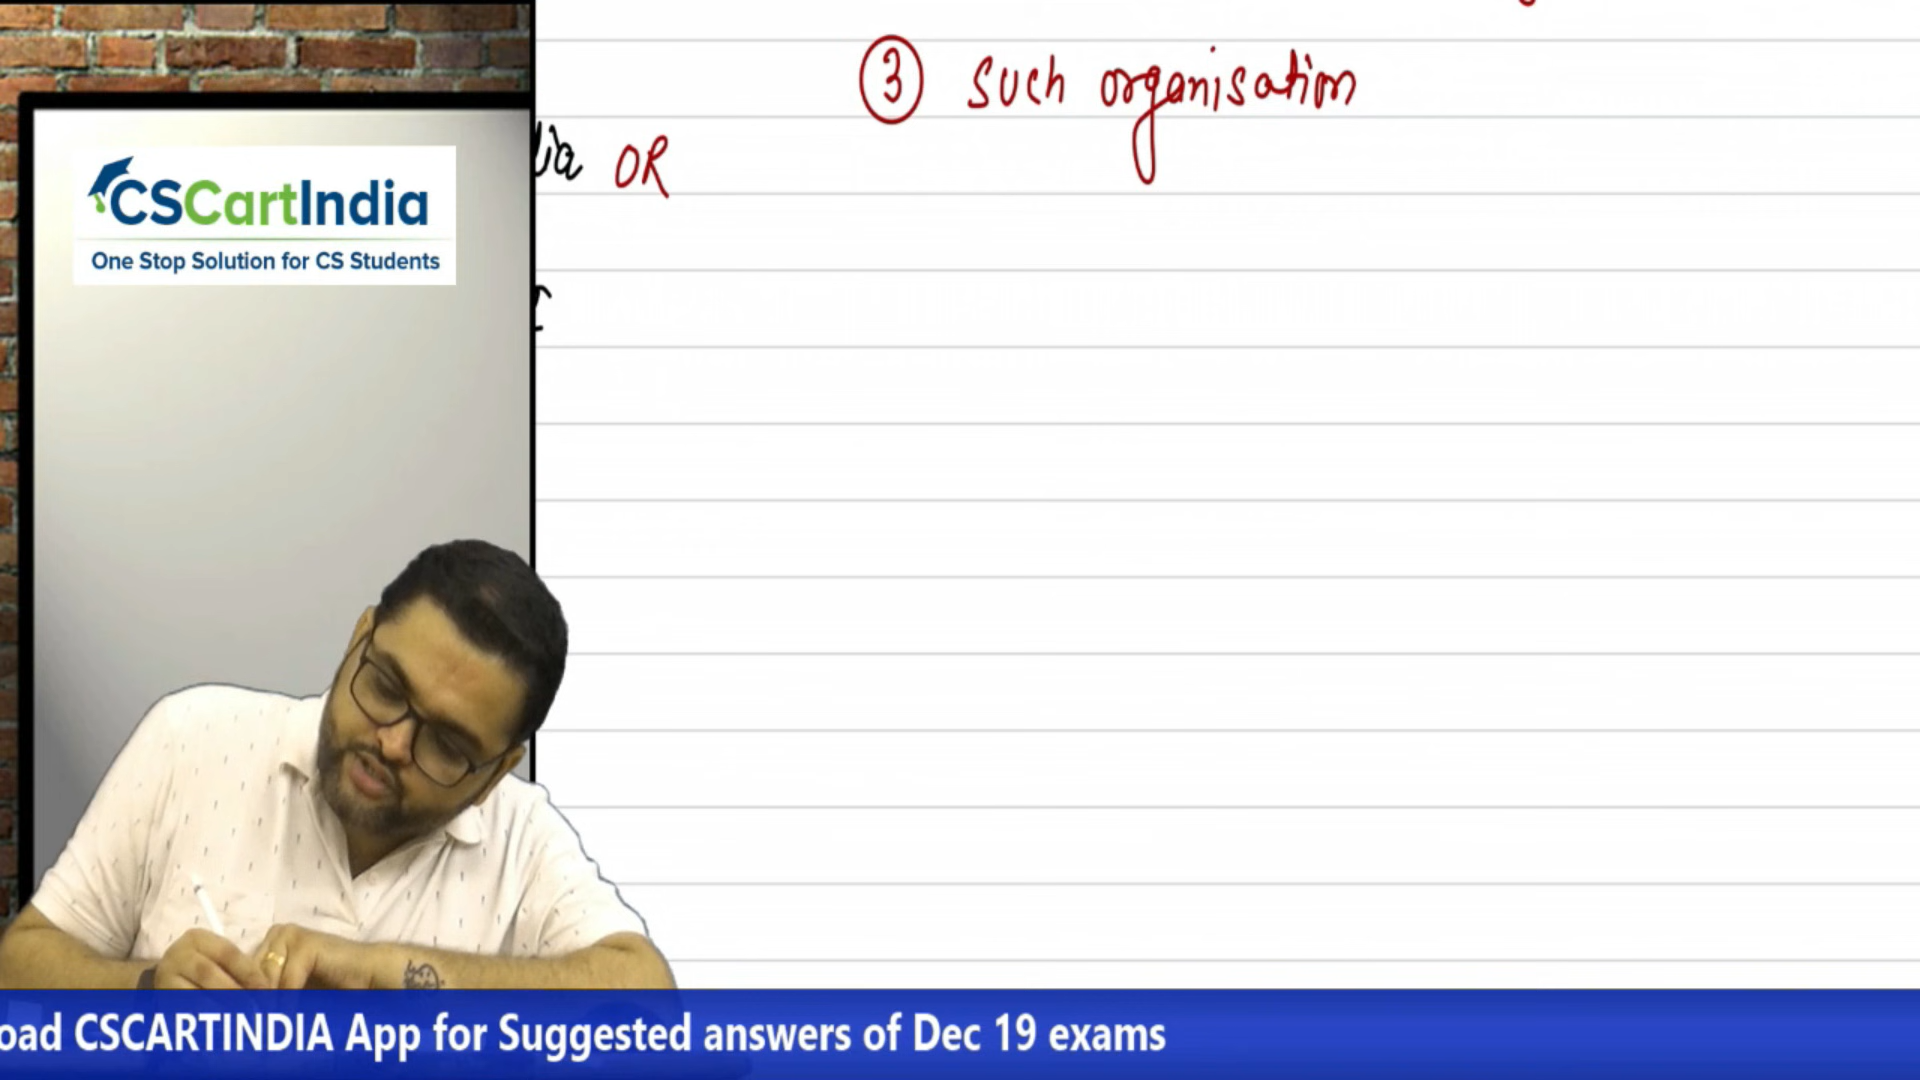 ③ Such organisation
OR
CSCartIndia
One Stop Solution for CS Students
oad CSCARTINDIA App for Suggested answers of Dec 19 exams